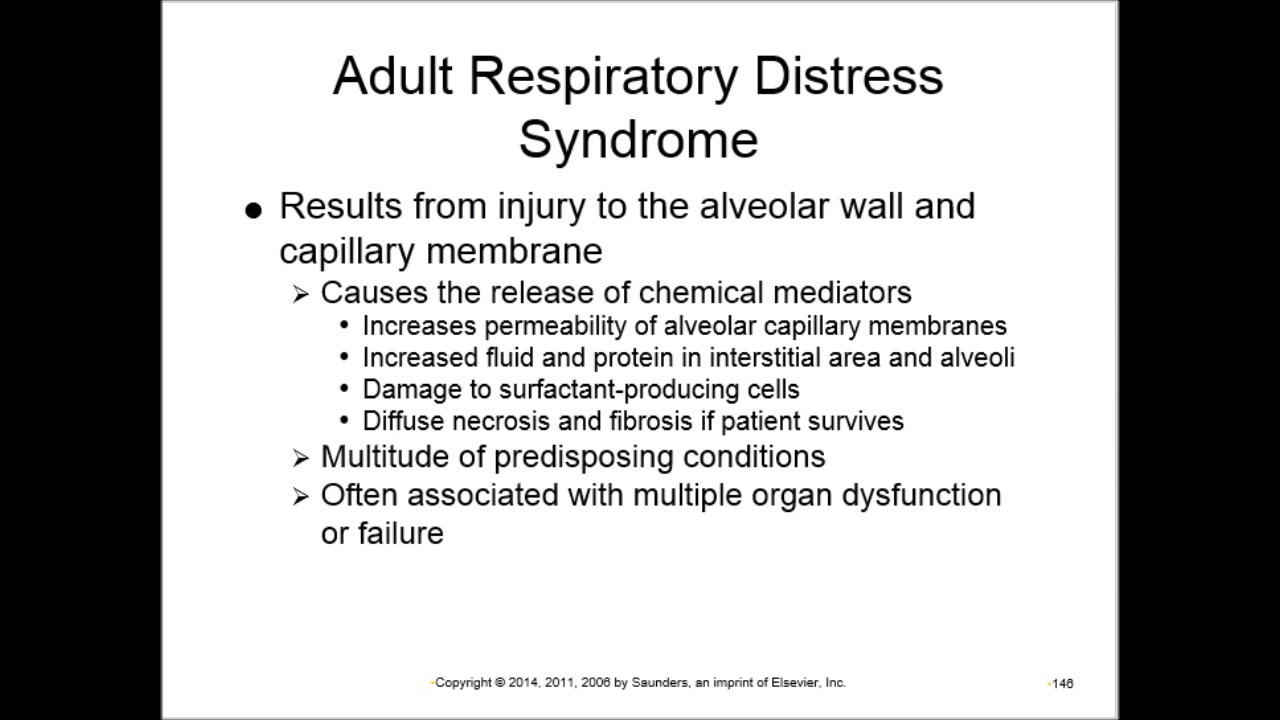 Adult Respiratory Distress
Syndrome
● Results from injury to the alveolar wall and
capillary membrane
➢ Causes the release of chemical mediators
• Increases permeability of alveolar capillary membranes
• Increased fluid and protein in interstitial area and alveoli
• Damage to surfactant-producing cells
• Diffuse necrosis and fibrosis if patient survives
➢ Multitude of predisposing conditions
➢ Often associated with multiple organ dysfunction
or failure
•Copyright © 2014, 2011, 2006 by Saunders, an imprint of Elsevier, Inc.
•146